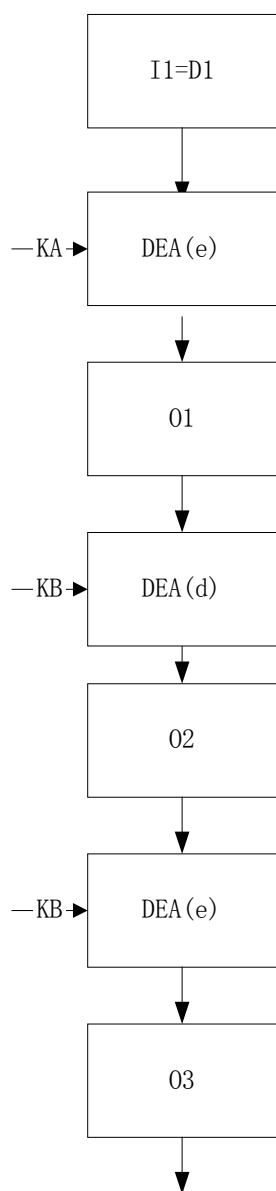 I1=D1
KA
DEA(e)
O1
KB
DEA(d)
O2
KB
DEA(e)
O3